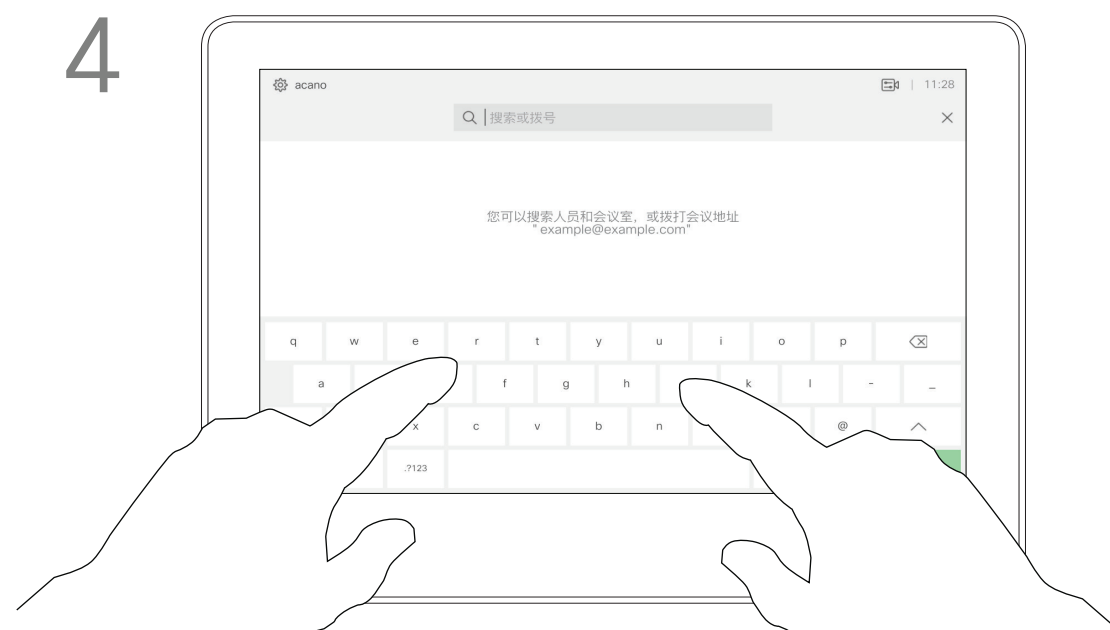 4
acano
11:28
搜索或拨号
您可以搜索人员和会议室，或拨打会议地址
" example@example.com"
q w e r t y u i o p
a f g h k l - _
x c v b n @
.?123